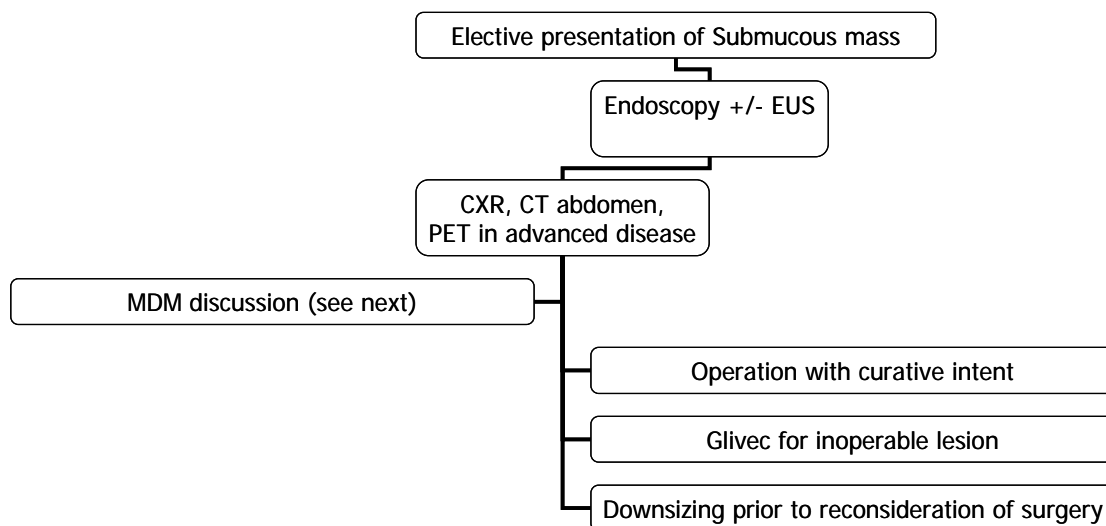 Elective presentation of Submucous mass
Endoscopy +/- EUS
CXR, CT abdomen,
PET in advanced disease
MDM discussion (see next)
Operation with curative intent
Glivec for inoperable lesion
Downsizing prior to reconsideration of surgery